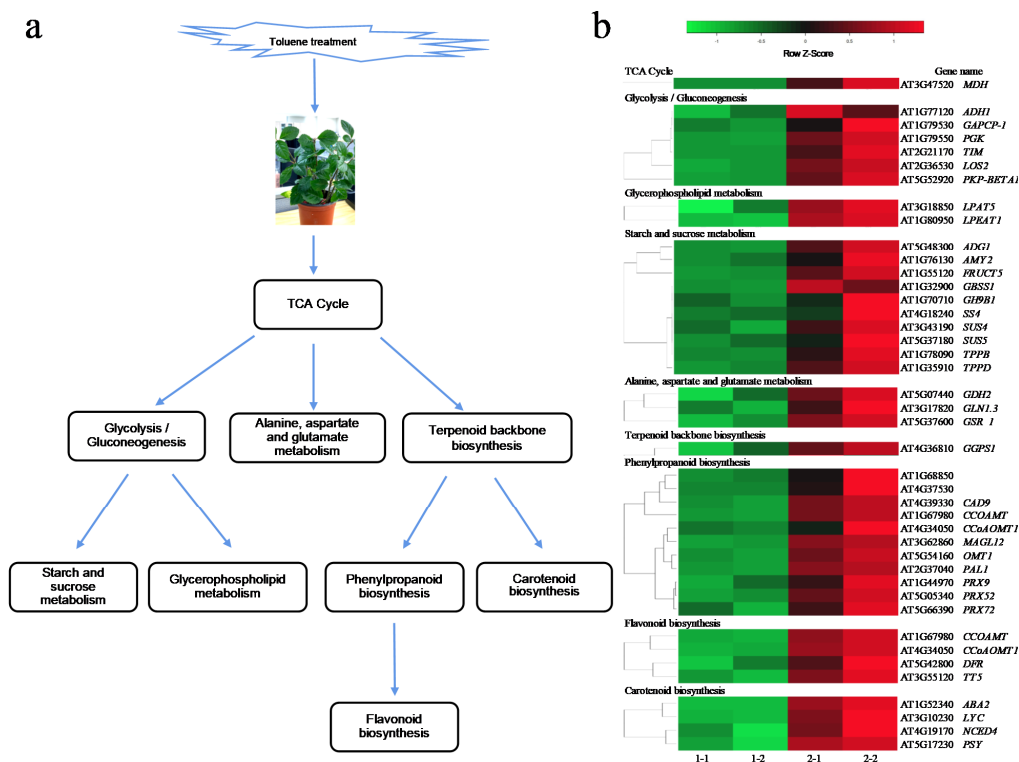 a
Toluene treatment
TCA Cycle
Glycolysis /
Gluconeogenesis
Alanine, aspartate
and glutamate
metabolism
Terpenoid backbone
biosynthesis
Starch and
sucrose
metabolism
Glycerophospholipid
metabolism
Phenylpropanoid
biosynthesis
Carotenoid
biosynthesis
Flavonoid
biosynthesis
b
-1 -0.5 0 0.5 1
Row Z-Score
TCA Cycle Gene name
AT3G47520 MDH
Glycolysis / Gluconeogenesis
AT1G77120 ADH1
AT1G79530 GAPCP-1
AT1G79550 PGK
AT2G21170 TIM
AT2G36530 LOS2
AT5G52920 PKP-BETA1
Glycerophospholipid metabolism
AT3G18850 LPAT5
AT1G80950 LPEAT1
Starch and sucrose metabolism
AT5G48300 ADG1
AT1G76130 AMY2
AT1G55120 FRUCT5
AT1G32900 GBSS1
AT1G70710 GH9B1
AT4G18240 SS4
AT3G43190 SUS4
AT5G37180 SUS5
AT1G78090 TPPB
AT1G35910 TPPD
Alanine, aspartate and glutamate metabolism
AT5G07440 GDH2
AT3G17820 GLN1.3
AT5G37600 GSR 1
Terpenoid backbone biosynthesis
AT4G36810 GGPS1
Phenylpropanoid biosynthesis
AT1G68850
AT4G37530
AT4G39330 CAD9
AT1G67980 CCOAMT
AT4G34050 CCoAOMT1
AT3G62860 MAGL12
AT5G54160 OMT1
AT2G37040 PAL1
AT1G44970 PRX9
AT5G05340 PRX52
AT5G66390 PRX72
Flavonoid biosynthesis
AT1G67980 CCOAMT
AT4G34050 CCoAOMT1
AT5G42800 DFR
AT3G55120 TT5
Carotenoid biosynthesis
AT1G52340 ABA2
AT3G10230 LYC
AT4G19170 NCED4
AT5G17230 PSY
1-1 1-2 2-1 2-2